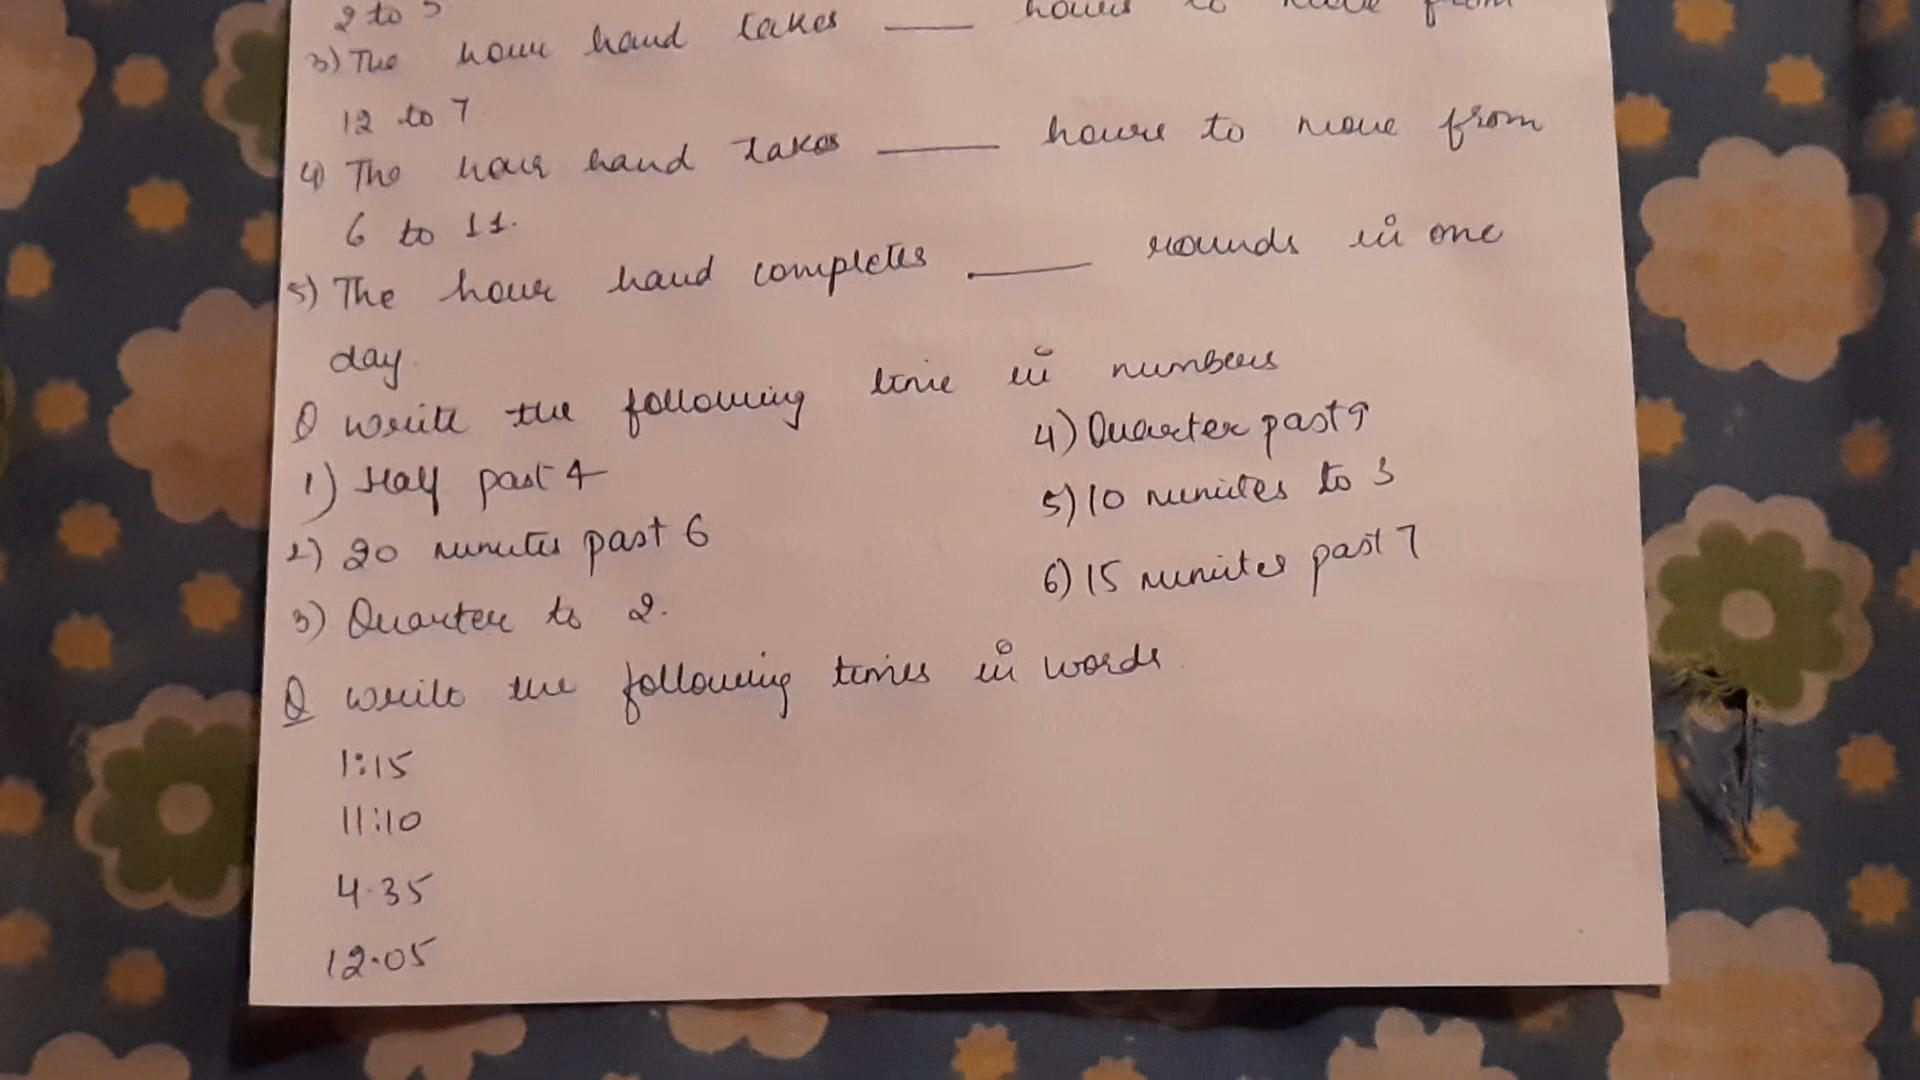 2 to 5
3) The hour hand takes ___ hours to move from
12 to 7
4) The hour hand takes ___ hours to move from
6 to 11.
5) The hour hand completes ___ rounds in one
day.
Q write the following time in numbers
1) Half past 4
2) 20 minutes past 6
3) Quarter to 2.
4) Quarter past 9
5) 10 minutes to 3
6) 15 minutes past 7
Q write the following times in words.
1:15
11:10
4.35
12.05